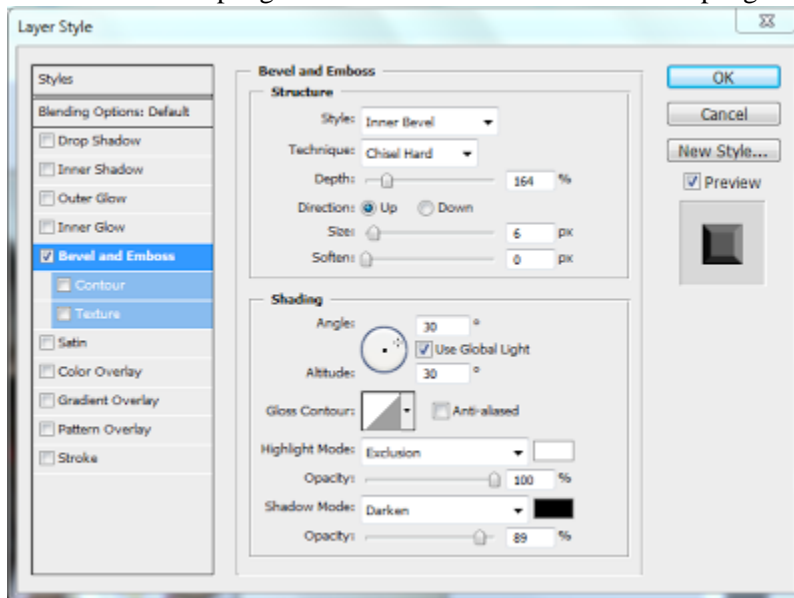 Layer Style
Styles
Blending Options: Default
Drop Shadow
Inner Shadow
Outer Glow
Inner Glow
Bevel and Emboss
Contour
Texture
Satin
Color Overlay
Gradient Overlay
Pattern Overlay
Stroke
Bevel and Emboss
Structure
Style: Inner Bevel
Technique: Chisel Hard
Depth: 164 %
Direction: Up Down
Size: 6 px
Soften: 0 px
Shading
Angle: 30 °
Use Global Light
Altitude: 30 °
Gloss Contour: Anti-aliased
Highlight Mode: Exclusion
Opacity: 100 %
Shadow Mode: Darken
Opacity: 89 %
OK
Cancel
New Style...
Preview